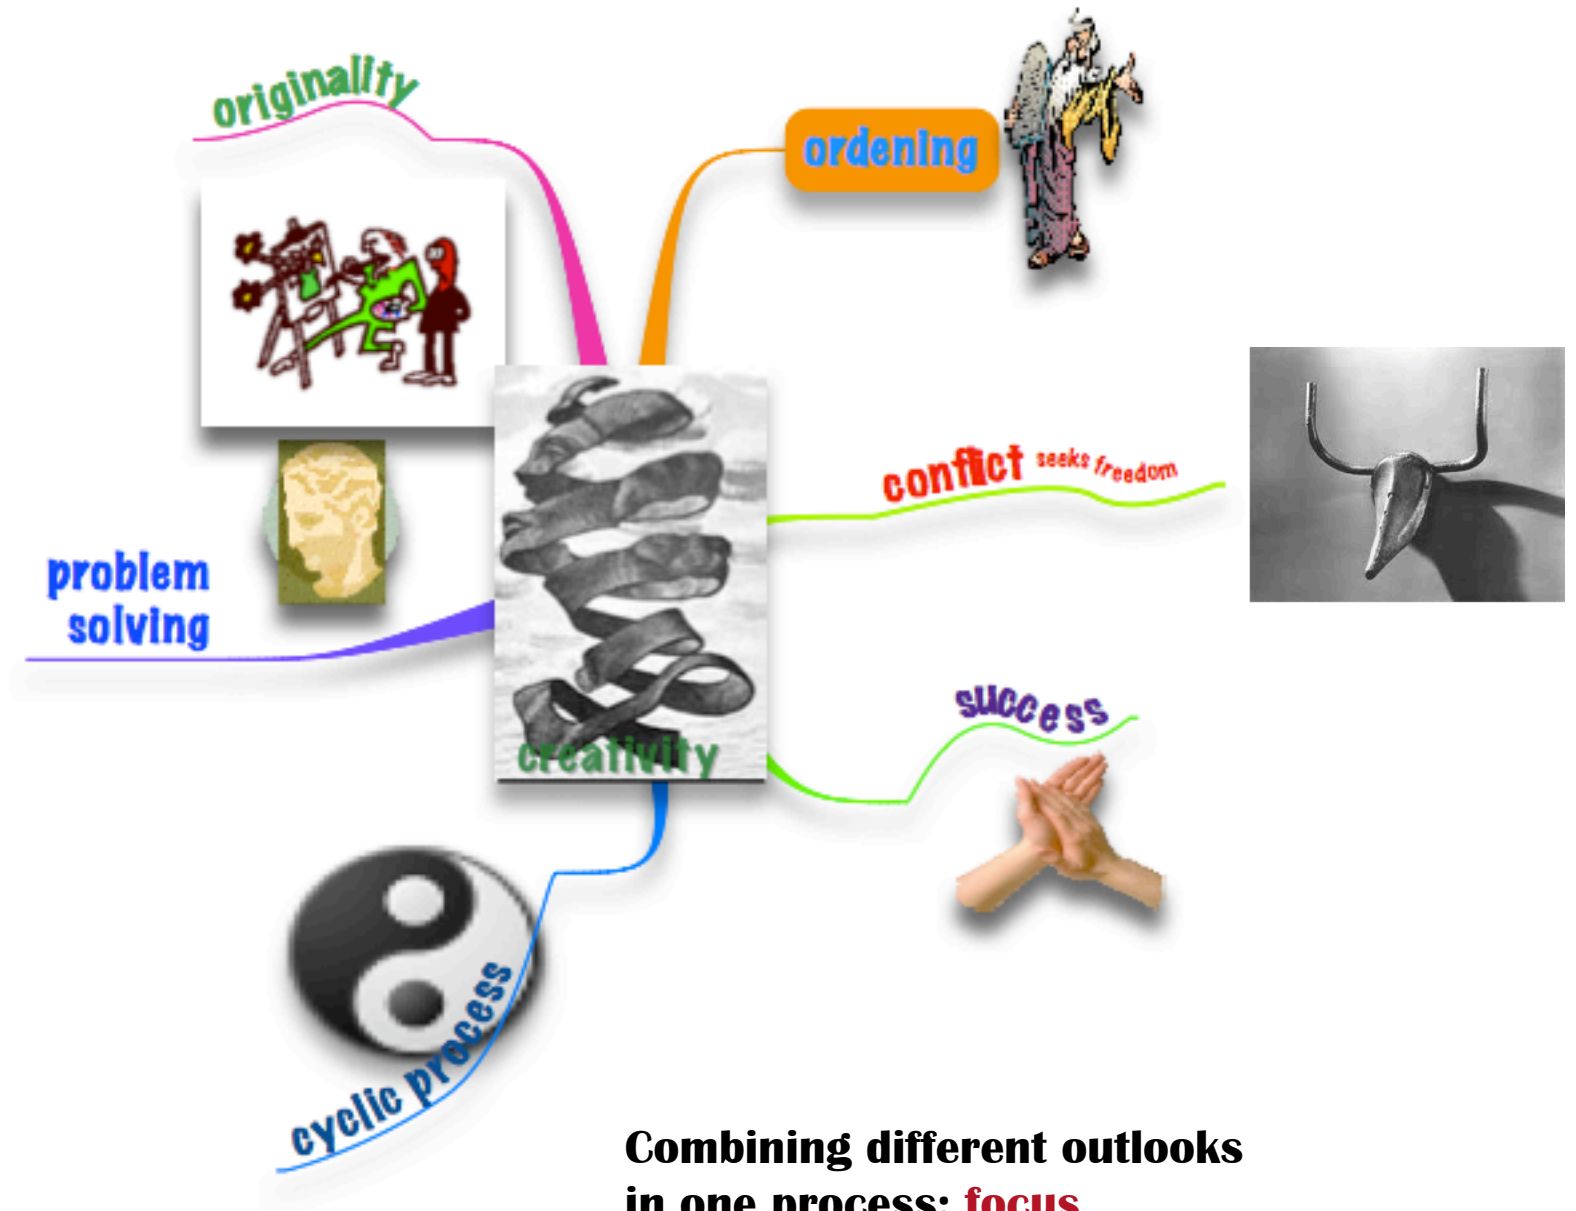 originality
ordening
conflict seeks freedom
problem
solving
success
creativity
cyclic process
Combining different outlooks
in one process: focus